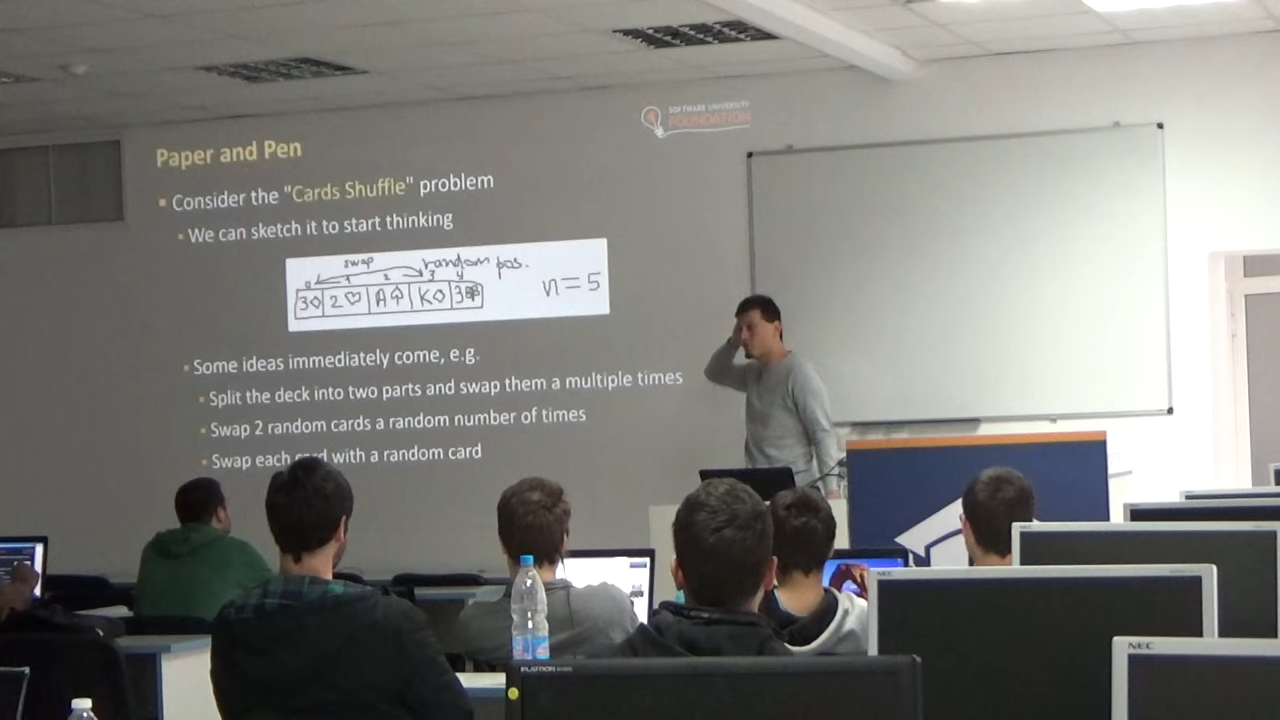 SOFTWARE UNIVERSITY
FOUNDATION
Paper and Pen
Consider the "Cards Shuffle" problem
We can sketch it to start thinking
swap random pos.
0 1 2 3 4
3♢ 2♡ A♤ K♢ 3♣ n=5
Some ideas immediately come, e.g.
Split the deck into two parts and swap them a multiple times
Swap 2 random cards a random number of times
Swap each card with a random card
NEC
NEC
NEC
FLATRON